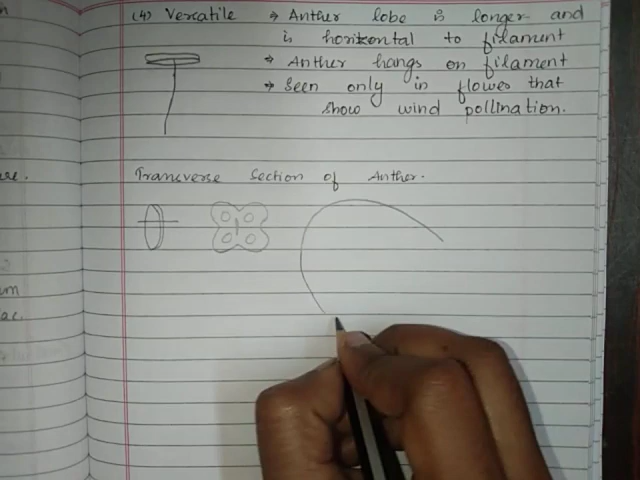 (4) Versatile → Anther lobe is longer and
is horizontal to filament
→ Anther hangs on filament
→ Seen only in flowes that
show wind pollination.
Transverse Section of Anther.